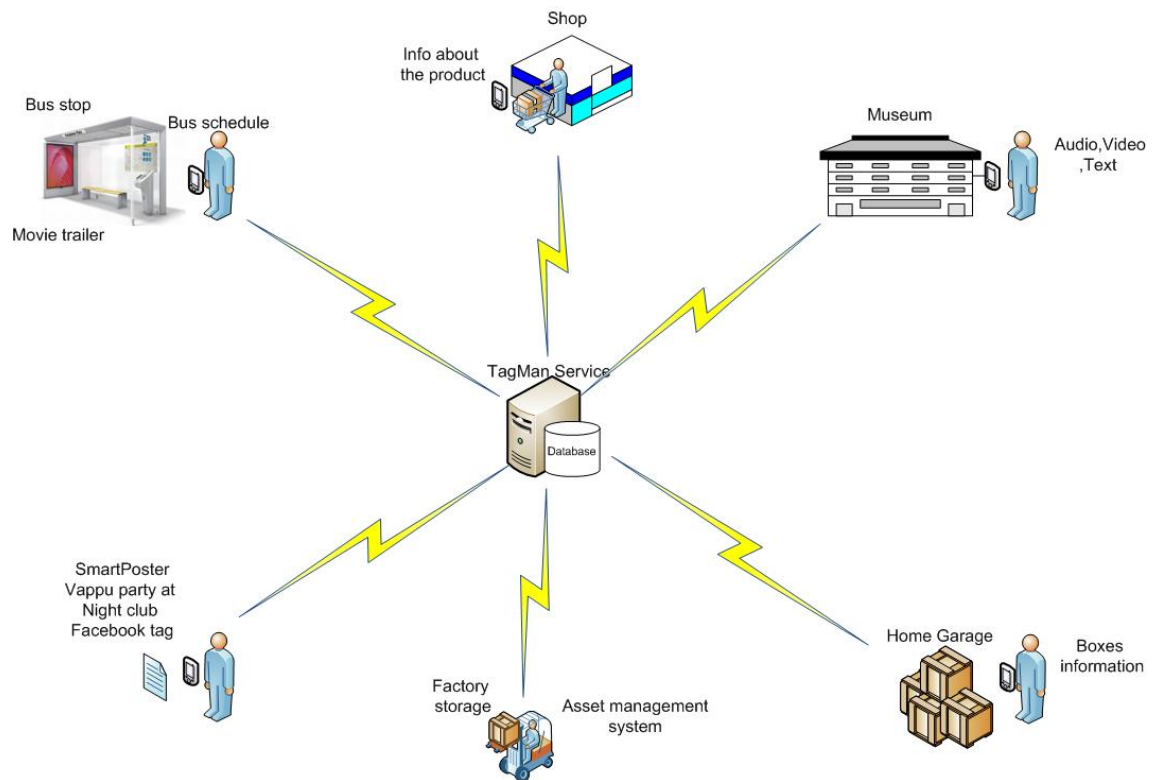 Shop
Info about
the product
Bus stop
Bus schedule
Movie trailer
Museum
Audio,Video
,Text
TagMan Service
Database
SmartPoster
Vappu party at
Night club
Facebook tag
Factory
storage
Asset management
system
Home Garage
Boxes
information